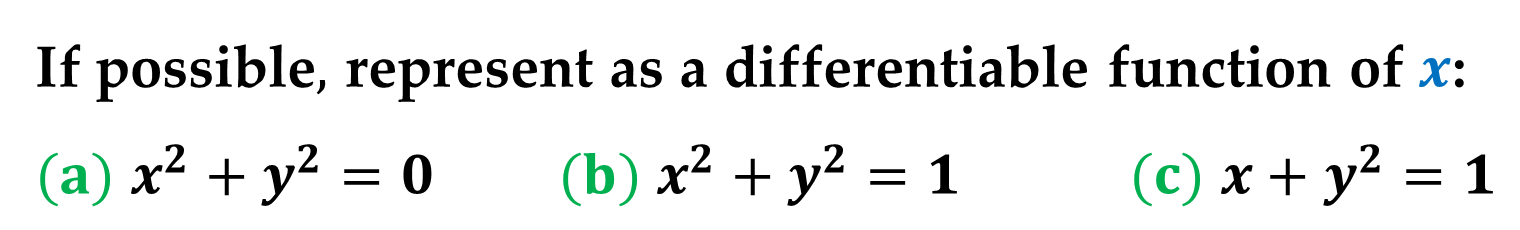 If possible, represent as a differentiable function of x:
(a) x² + y² = 0 (b) x² + y² = 1 (c) x + y² = 1